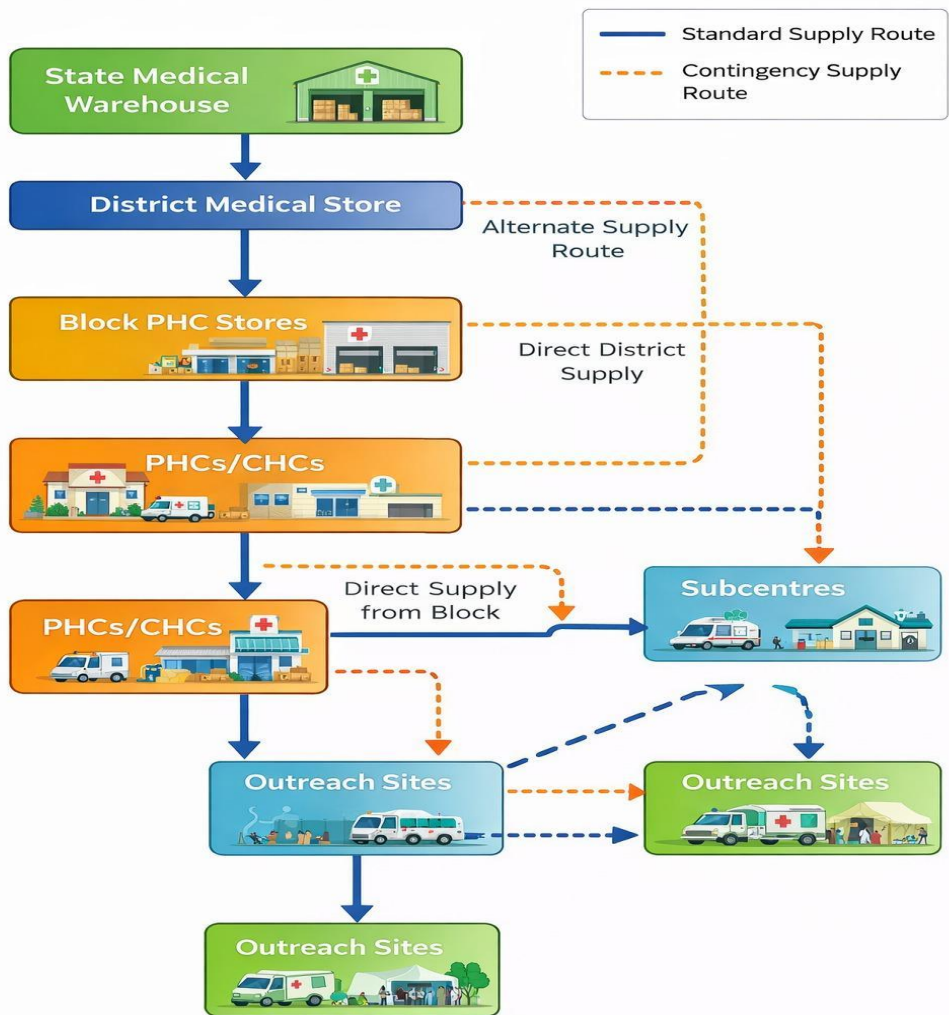 Standard Supply Route
Contingency Supply
Route
State Medical
Warehouse
District Medical Store
Alternate Supply
Route
Block PHC Stores
Direct District
Supply
PHCs/CHCs
Direct Supply
from Block
Subcentres
PHCs/CHCs
Outreach Sites
Outreach Sites
Outreach Sites